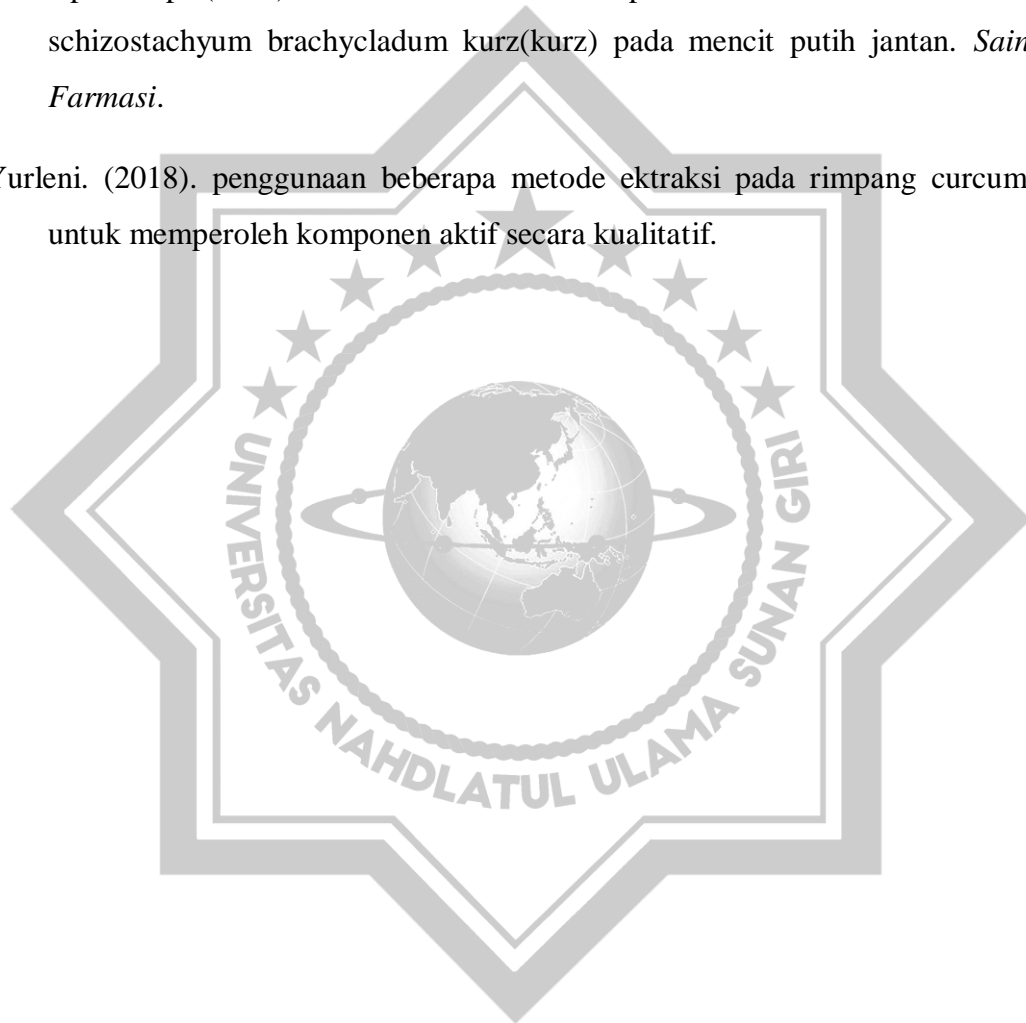 schizostachyum brachycladum kurz(kurz) pada mencit putih jantan. Sain
Farmasi.
Yurleni. (2018). penggunaan beberapa metode ektraksi pada rimpang curcum
untuk memperoleh komponen aktif secara kualitatif.
UNIVERSITAS NAHDLATUL ULAMA SUNAN GIRI